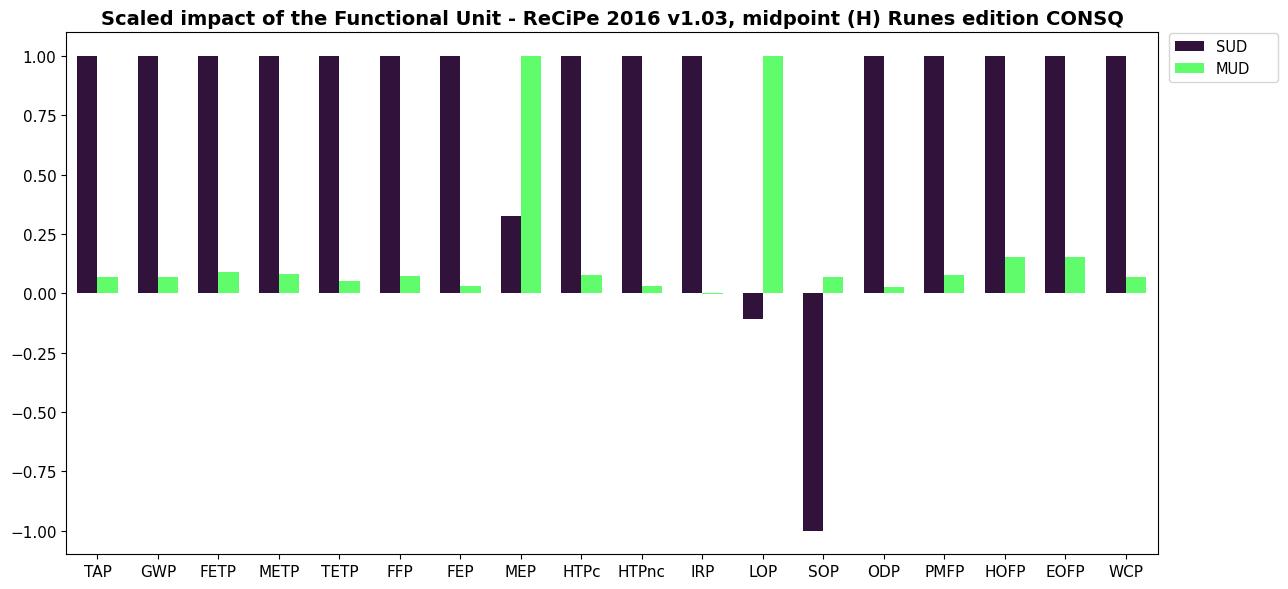 Scaled impact of the Functional Unit - ReCiPe 2016 v1.03, midpoint (H) Runes edition CONSQ
SUD
MUD
1.00
0.75
0.50
0.25
0.00
−0.25
−0.50
−0.75
−1.00
TAP GWP FETP METP TETP FFP FEP MEP HTPc HTPnc IRP LOP SOP ODP PMFP HOFP EOFP WCP